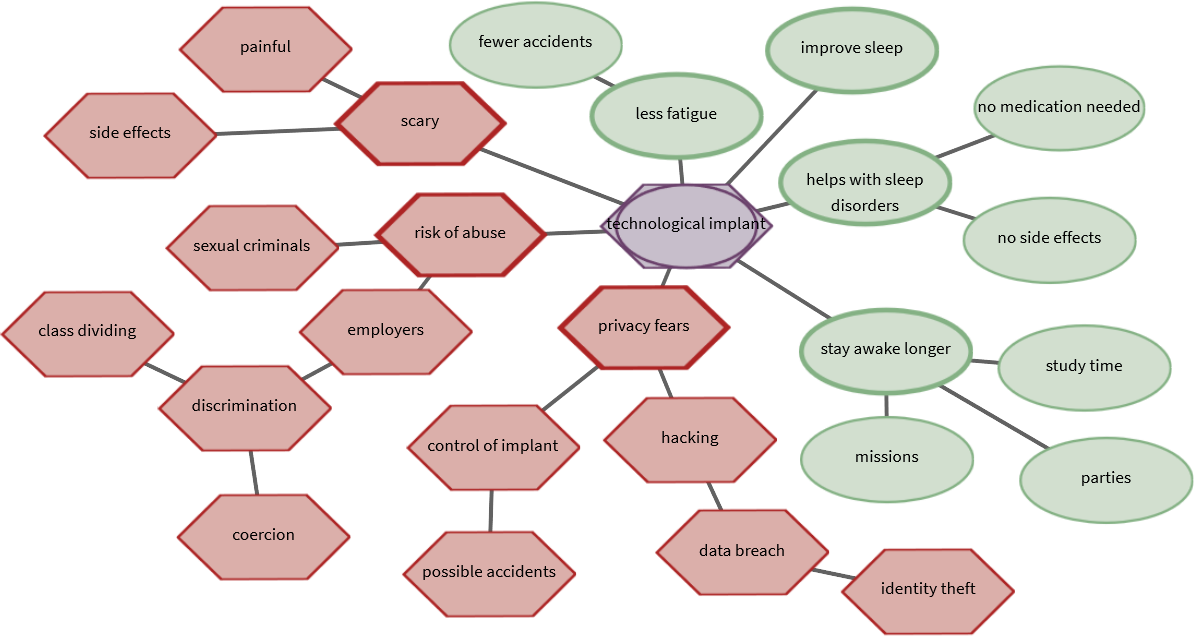 painful
fewer accidents
improve sleep
side effects
scary
less fatigue
no medication needed
helps with sleep
disorders
sexual criminals
risk of abuse
technological implant
no side effects
class dividing
employers
privacy fears
stay awake longer
study time
discrimination
control of implant
hacking
missions
parties
coercion
possible accidents
data breach
identity theft